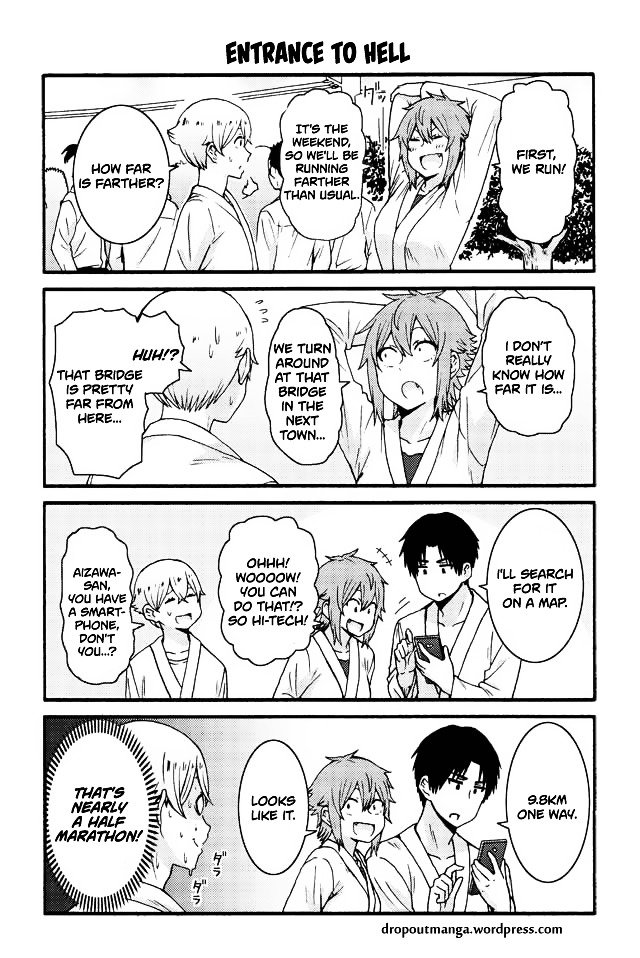 ENTRANCE TO HELL
FIRST,
WE RUN!
IT'S THE
WEEKEND,
SO WE'LL BE
RUNNING
FARTHER
THAN USUAL.
HOW FAR
IS FARTHER?
I DON'T
REALLY
KNOW HOW
FAR IT IS...
WE TURN
AROUND
AT THAT
BRIDGE
IN THE
NEXT
TOWN...
HUH!?
THAT BRIDGE
IS PRETTY
FAR FROM
HERE...
I'LL SEARCH
FOR IT
ON A MAP.
OHHH!
WOOOOW!
YOU CAN
DO THAT!?
SO HI-TECH!
AIZAWA-
SAN,
YOU HAVE
A SMART-
PHONE,
DON'T
YOU...?
9.8KM
ONE WAY.
LOOKS
LIKE IT.
THAT'S
NEARLY
A HALF
MARATHON!
ダラ
ダラ
dropoutmanga.wordpress.com